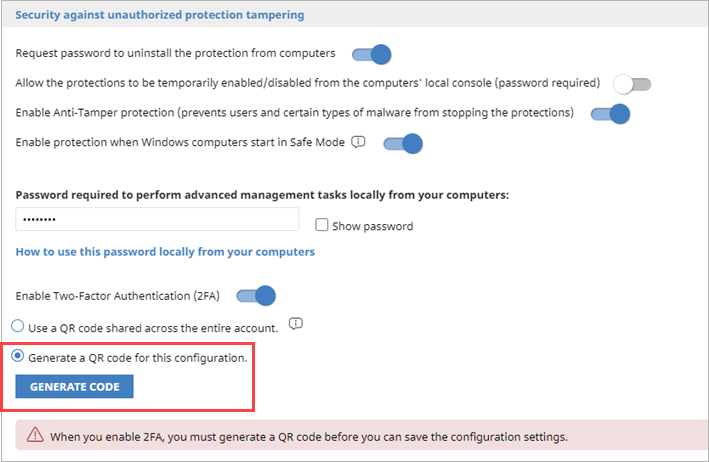 Security against unauthorized protection tampering
Request password to uninstall the protection from computers
Allow the protections to be temporarily enabled/disabled from the computers' local console (password required)
Enable Anti-Tamper protection (prevents users and certain types of malware from stopping the protections)
Enable protection when Windows computers start in Safe Mode
Password required to perform advanced management tasks locally from your computers:
••••••••
Show password
How to use this password locally from your computers
Enable Two-Factor Authentication (2FA)
Use a QR code shared across the entire account.
Generate a QR code for this configuration.
GENERATE CODE
When you enable 2FA, you must generate a QR code before you can save the configuration settings.